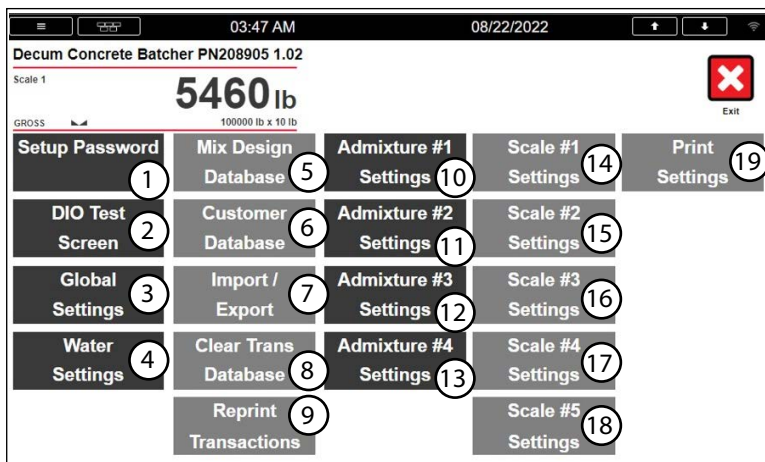 03:47 AM 08/22/2022
Decum Concrete Batcher PN208905 1.02
Scale 1
5460 lb
GROSS 100000 lb x 10 lb
Exit
Setup Password
1
Mix Design
Database
5
Admixture #1
Settings
10
Scale #1
Settings
14
Print
Settings
19
DIO Test
Screen
2
Customer
Database
6
Admixture #2
Settings
11
Scale #2
Settings
15
Global
Settings
3
Import /
Export
7
Admixture #3
Settings
12
Scale #3
Settings
16
Water
Settings
4
Clear Trans
Database
8
Admixture #4
Settings
13
Scale #4
Settings
17
Reprint
Transactions
9
Scale #5
Settings
18